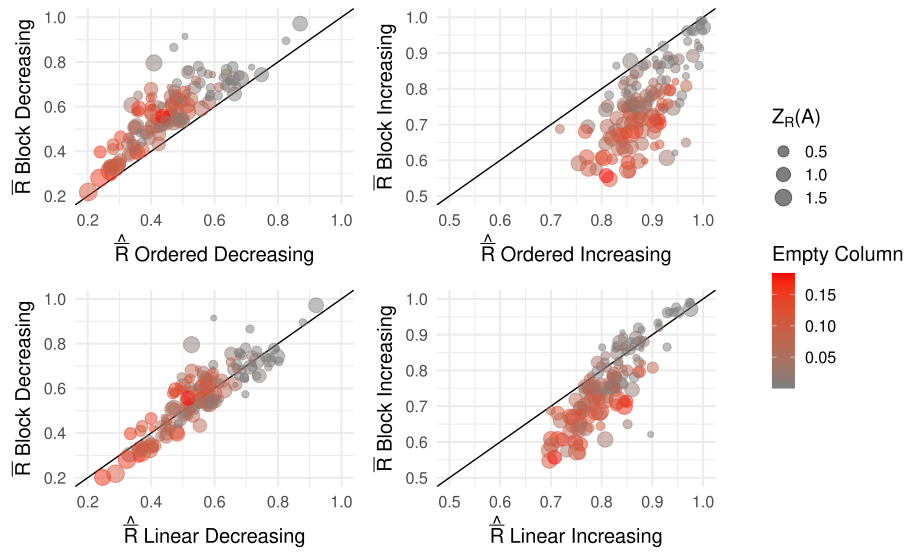 R̅ Block Decreasing
1.0
0.8
0.6
0.4
0.2
0.2 0.4 0.6 0.8 1.0
R̅̂ Ordered Decreasing
R̅ Block Increasing
1.0
0.9
0.8
0.7
0.6
0.5
0.5 0.6 0.7 0.8 0.9 1.0
R̅̂ Ordered Increasing
R̅ Block Decreasing
1.0
0.8
0.6
0.4
0.2
0.2 0.4 0.6 0.8 1.0
R̅̂ Linear Decreasing
R̅ Block Increasing
1.0
0.9
0.8
0.7
0.6
0.5
0.5 0.6 0.7 0.8 0.9 1.0
R̅̂ Linear Increasing
Z_R(A)
0.5
1.0
1.5
Empty Column
0.15
0.10
0.05